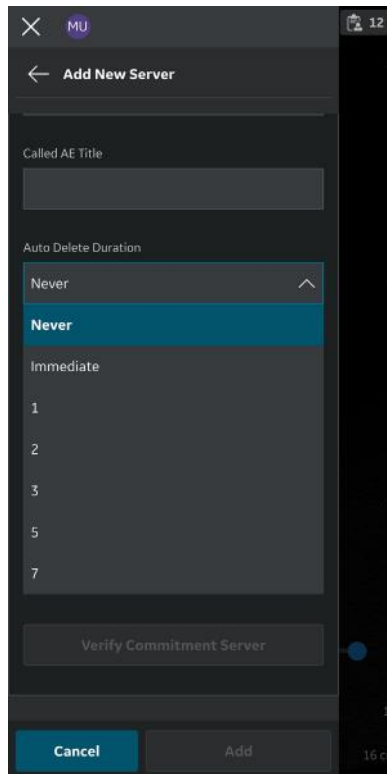 MU
12
Add New Server
Called AE Title
Auto Delete Duration
Never
Never
Immediate
1
2
3
5
7
Verify Commitment Server
1
Cancel
Add
16 c